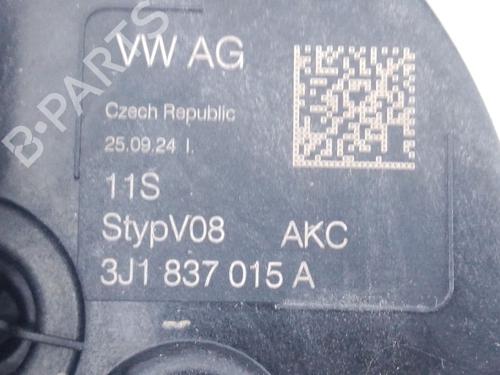 VW AG
Czech Republic
25.09.24 I.
11S
StypV08 AKC
3J1 837 015 A
B-PARTS